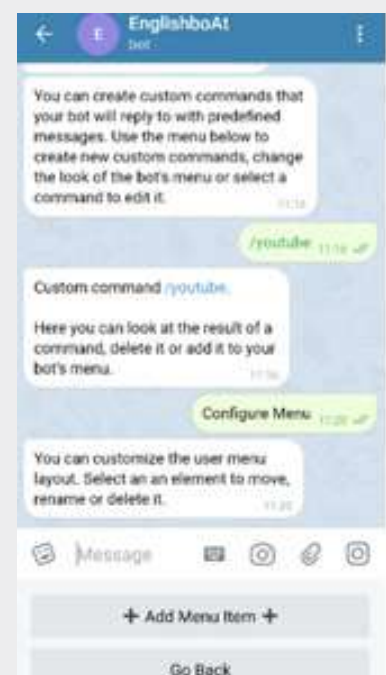 EnglishboAt
E
bot
You can create custom commands that
your bot will reply to with predefined
messages. Use the menu below to
create new custom commands, change
the look of the bot's menu or select a
command to edit it.
/youtube
Custom command /youtube.
Here you can look at the result of a
command, delete it or add it to your
bot's menu.
Configure Menu
You can customize the user menu
layout. Select an an element to move,
rename or delete it.
Message
+ Add Menu Item +
Go Back